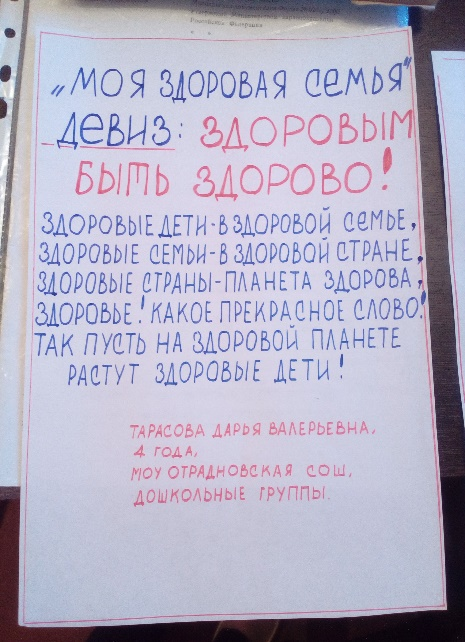 „МОЯ ЗДОРОВАЯ СЕМЬЯ"
ДЕВИЗ: ЗДОРОВЫМ
БЫТЬ ЗДОРОВО!
ЗДОРОВЫЕ ДЕТИ-В ЗДОРОВОЙ СЕМЬЕ,
ЗДОРОВЫЕ СЕМЬИ-В ЗДОРОВОЙ СТРАНЕ,
ЗДОРОВЫЕ СТРАНЫ-ПЛАНЕТА ЗДОРОВА,
ЗДОРОВЬЕ! КАКОЕ ПРЕКРАСНОЕ СЛОВО!
ТАК ПУСТЬ НА ЗДОРОВОЙ ПЛАНЕТЕ
РАСТУТ ЗДОРОВЫЕ ДЕТИ!
ТАРАСОВА ДАРЬЯ ВАЛЕРЬЕВНА,
4 ГОДА,
МОУ ОТРАДНОВСКАЯ СОШ,
ДОШКОЛЬНЫЕ ГРУППЫ.